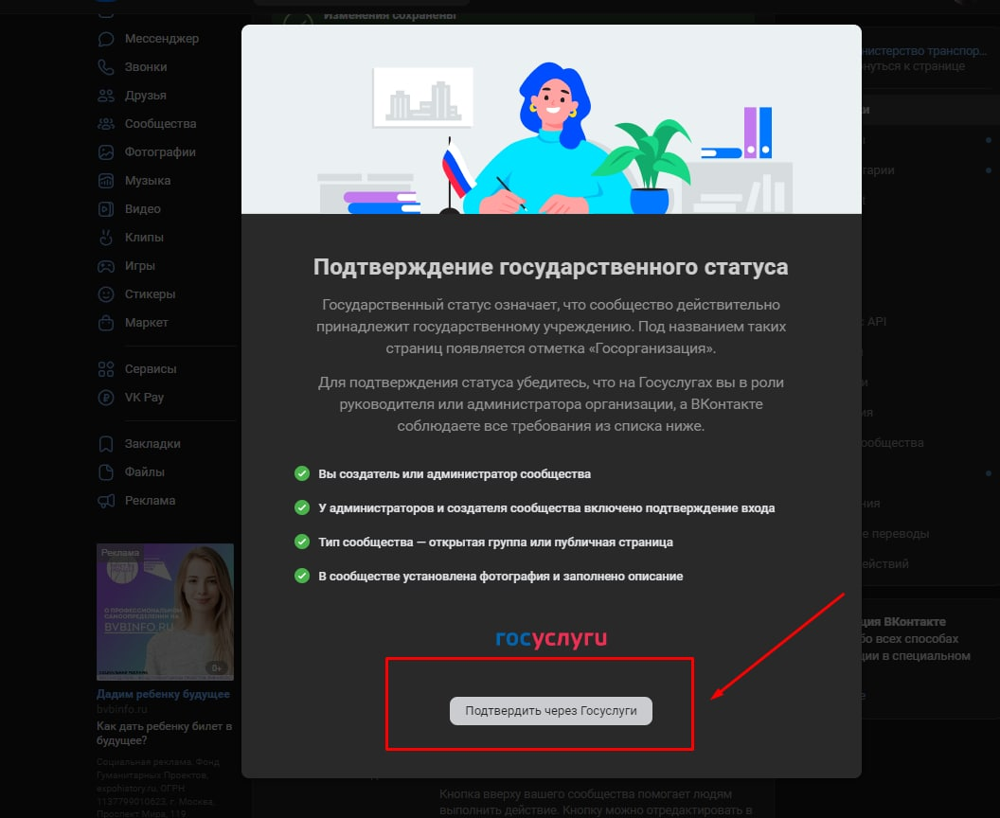 Изменения сохранены
Мессенджер
Звонки
Друзья
Сообщества
Фотографии
Музыка
Видео
Клипы
Игры
Стикеры
Маркет
Сервисы
VK Pay
Закладки
Файлы
Реклама
Реклама
О ПРОФЕССИОНАЛЬНОМ
САМООПРЕДЕЛЕНИИ НА
BVBINFO.RU
0+
Дадим ребенку будущее
bvbinfo.ru
Как дать ребенку билет в
будущее?
Социальная реклама, Фонд
Гуманитарных Проектов,
expohistory.ru, ОГРН
1137799010623, г. Москва,
Проспект Мира, 119
Подтверждение государственного статуса
Государственный статус означает, что сообщество действительно
принадлежит государственному учреждению. Под названием таких
страниц появляется отметка «Госорганизация».
Для подтверждения статуса убедитесь, что на Госуслугах вы в роли
руководителя или администратора организации, а ВКонтакте
соблюдаете все требования из списка ниже.
Вы создатель или администратор сообщества
У администраторов и создателя сообщества включено подтверждение входа
Тип сообщества — открытая группа или публичная страница
В сообществе установлена фотография и заполнено описание
госуслуги
Подтвердить через Госуслуги
Кнопка вверху вашего сообщества помогает людям
выполнить действие. Кнопку можно отредактировать в
нистерство транспор...
нуться к странице
тарии
API
ообщества
ния
е переводы
ействий
ция ВКонтакте
бо всех способах
ции в специальном